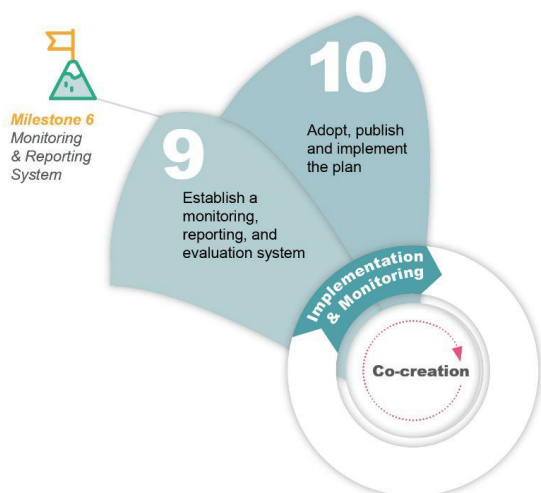 Milestone 6
Monitoring
& Reporting
System
9
Establish a
monitoring,
reporting, and
evaluation system
10
Adopt, publish
and implement
the plan
Implementation
& Monitoring
Co-creation